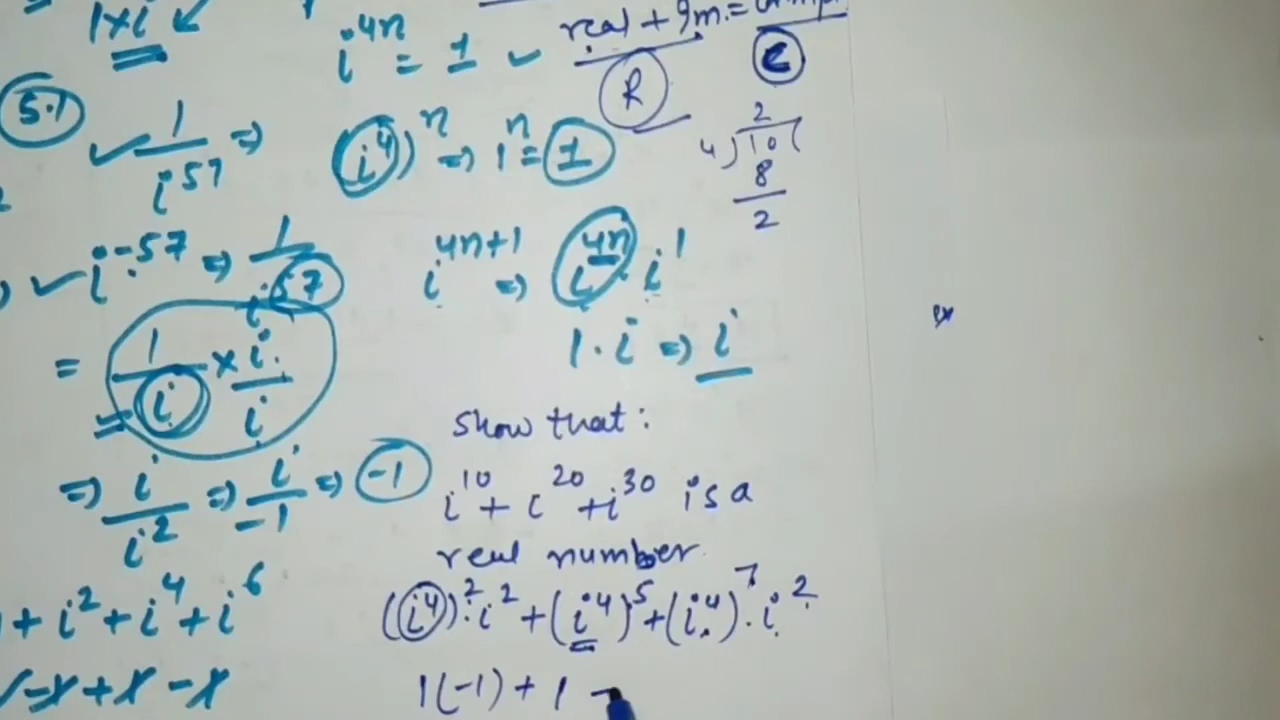 1×i
i^4n = 1 ✓
real + Im =
R
C
5.1
✓ 1/i^57 ⇒
(i^4)^n ⇒ 1^n = 1
2
4)10(
8
2
✓ i^-57 ⇒ 1/i^57
i^4n+1 ⇒ i^4n · i^1
1 · i ⇒ i
= 1/i × i/i
⇒ i/i^2 ⇒ i/-1 ⇒ -1
Show that:
i^10 + i^20 + i^30 is a
real number.
+ i^2 + i^4 + i^6
(i^4)^2 · i^2 + (i^4)^5 + (i^4)^7 · i^2
1(-1) + 1